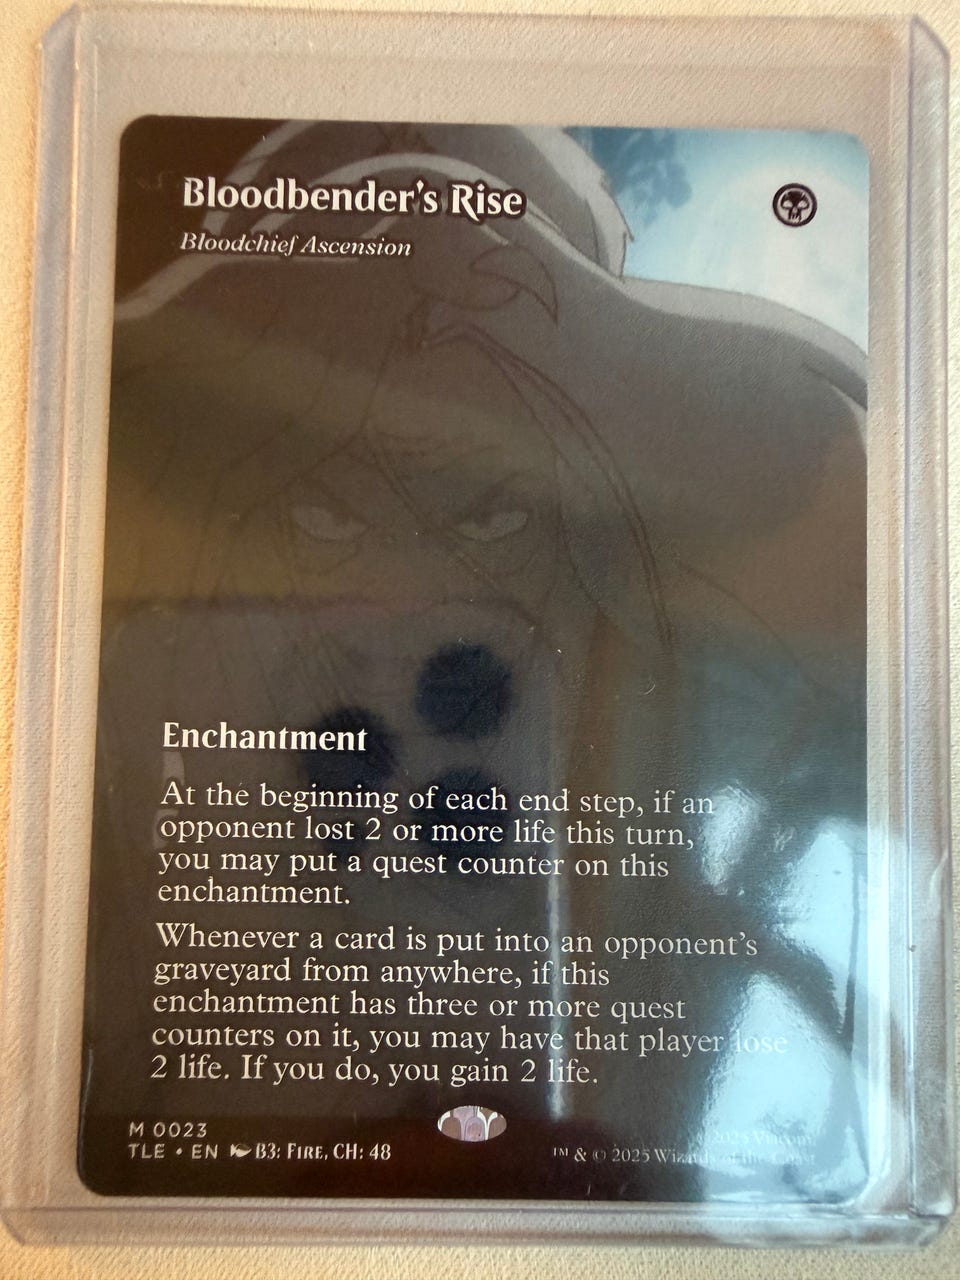 Bloodbender's Rise
Bloodchief Ascension
Enchantment
At the beginning of each end step, if an
opponent lost 2 or more life this turn,
you may put a quest counter on this
enchantment.
Whenever a card is put into an opponent's
graveyard from anywhere, if this
enchantment has three or more quest
counters on it, you may have that player lose
2 life. If you do, you gain 2 life.
M 0023
© 2025 Viacom
TLE • EN B3: FIRE, CH: 48
™ & © 2025 Wizards of the Coast